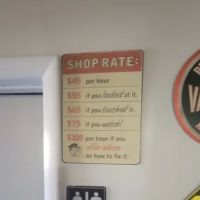 SHOP RATE:
$45 per hour
$55 if you looked at it.
$65 if you touched it.
$75 if you watch!
$100 per hour if you
offer advice
on how to fix it.
VA